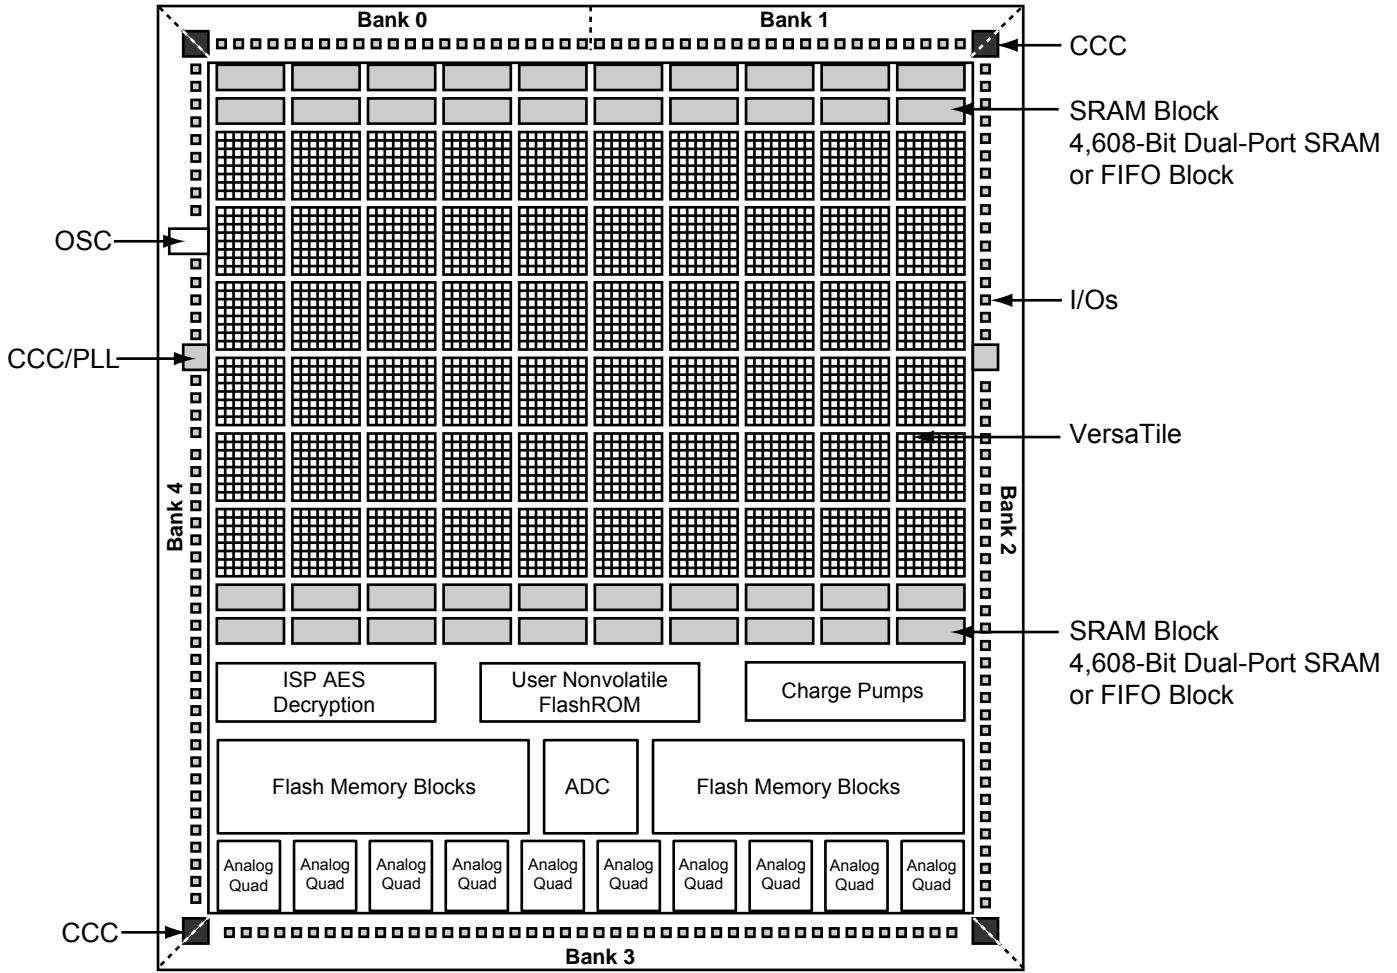 Bank 0
Bank 1
CCC
SRAM Block
4,608-Bit Dual-Port SRAM
or FIFO Block
OSC
I/Os
CCC/PLL
VersaTile
Bank 4
Bank 2
SRAM Block
4,608-Bit Dual-Port SRAM
or FIFO Block
ISP AES
Decryption
User Nonvolatile
FlashROM
Charge Pumps
Flash Memory Blocks
ADC
Flash Memory Blocks
Analog
Quad
Analog
Quad
Analog
Quad
Analog
Quad
Analog
Quad
Analog
Quad
Analog
Quad
Analog
Quad
Analog
Quad
Analog
Quad
CCC
Bank 3